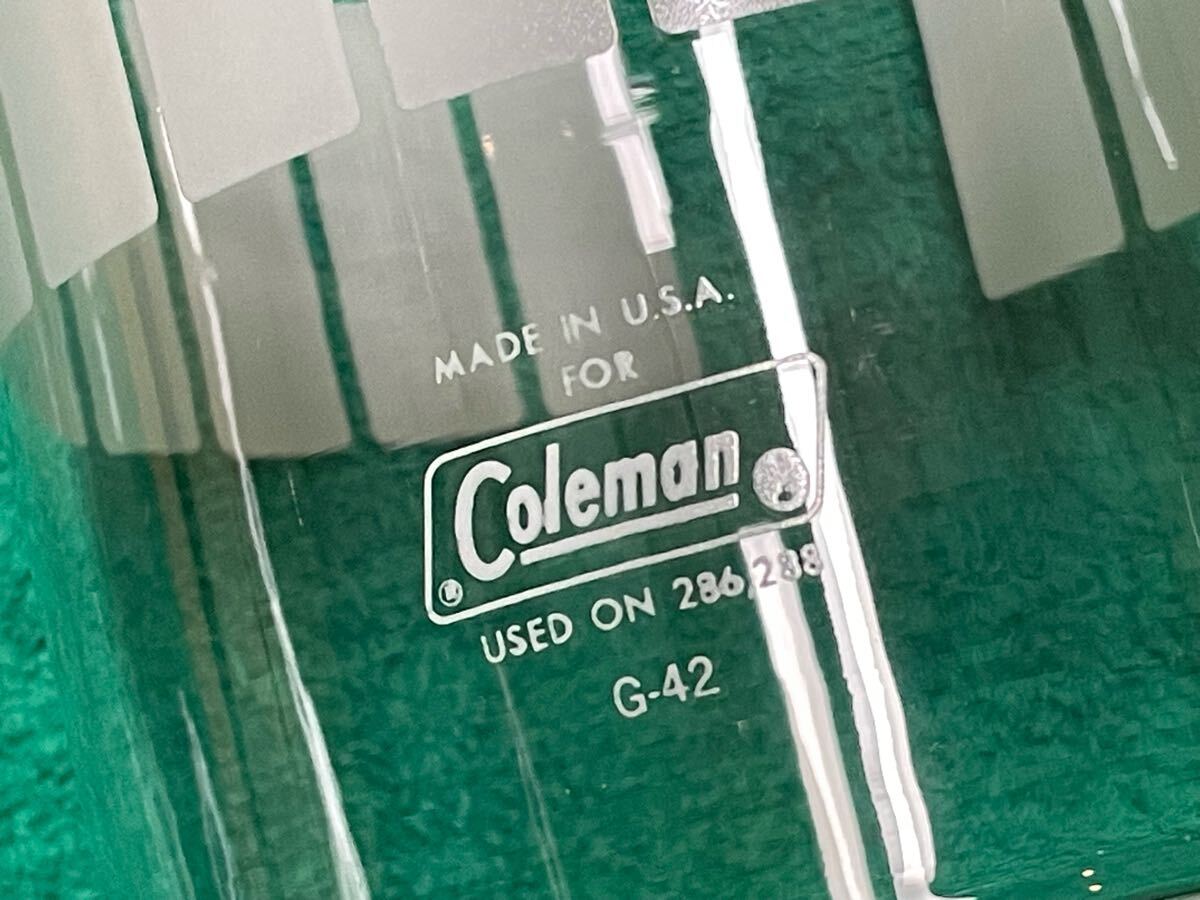 MADE IN U.S.A.
FOR
Coleman
®
USED ON 286,288
G-42